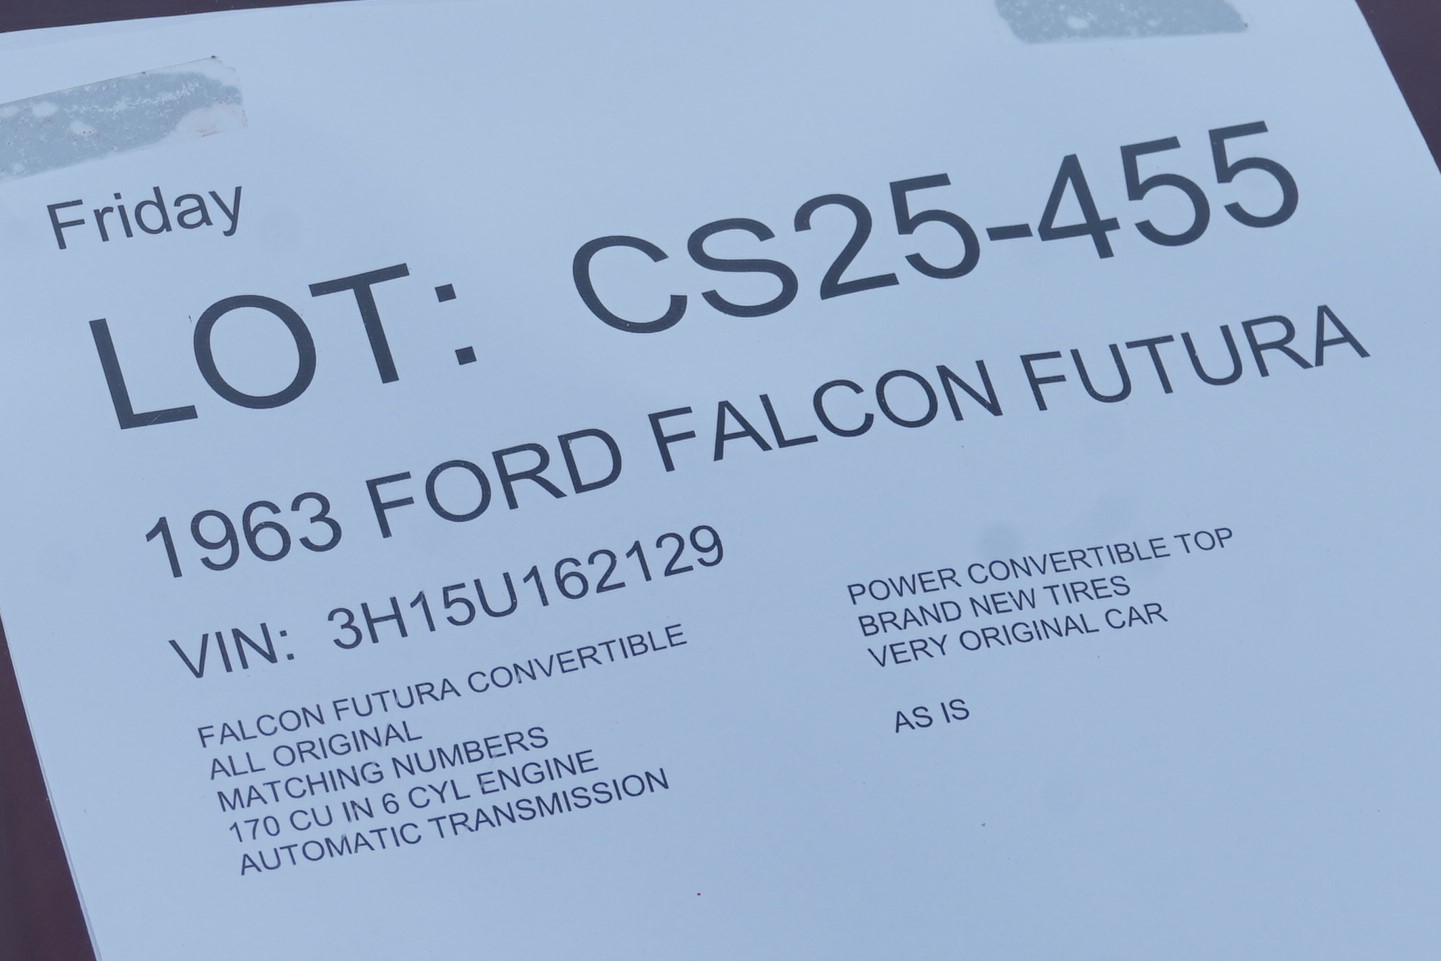 Friday
LOT: CS25-455
1963 FORD FALCON FUTURA
VIN: 3H15U162129
FALCON FUTURA CONVERTIBLE
ALL ORIGINAL
MATCHING NUMBERS
170 CU IN 6 CYL ENGINE
AUTOMATIC TRANSMISSION
POWER CONVERTIBLE TOP
BRAND NEW TIRES
VERY ORIGINAL CAR
AS IS